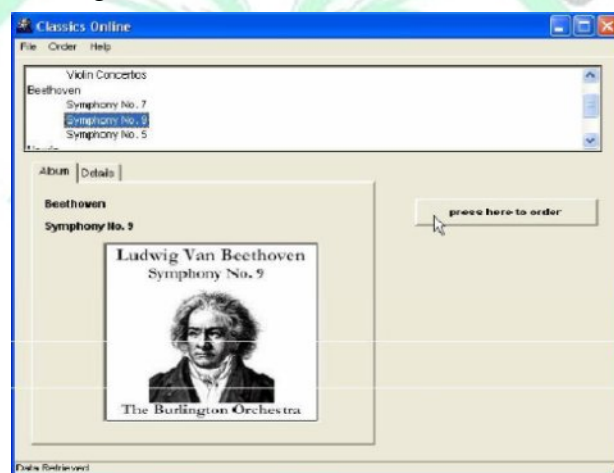 Classics Online
File Order Help
Violin Concertos
Beethoven
Symphony No. 7
Symphony No. 9
Symphony No. 5
Album Details
Beethoven
Symphony No. 9
press here to order
Ludwig Van Beethoven
Symphony No. 9
The Burlington Orchestra
Data Retrieved